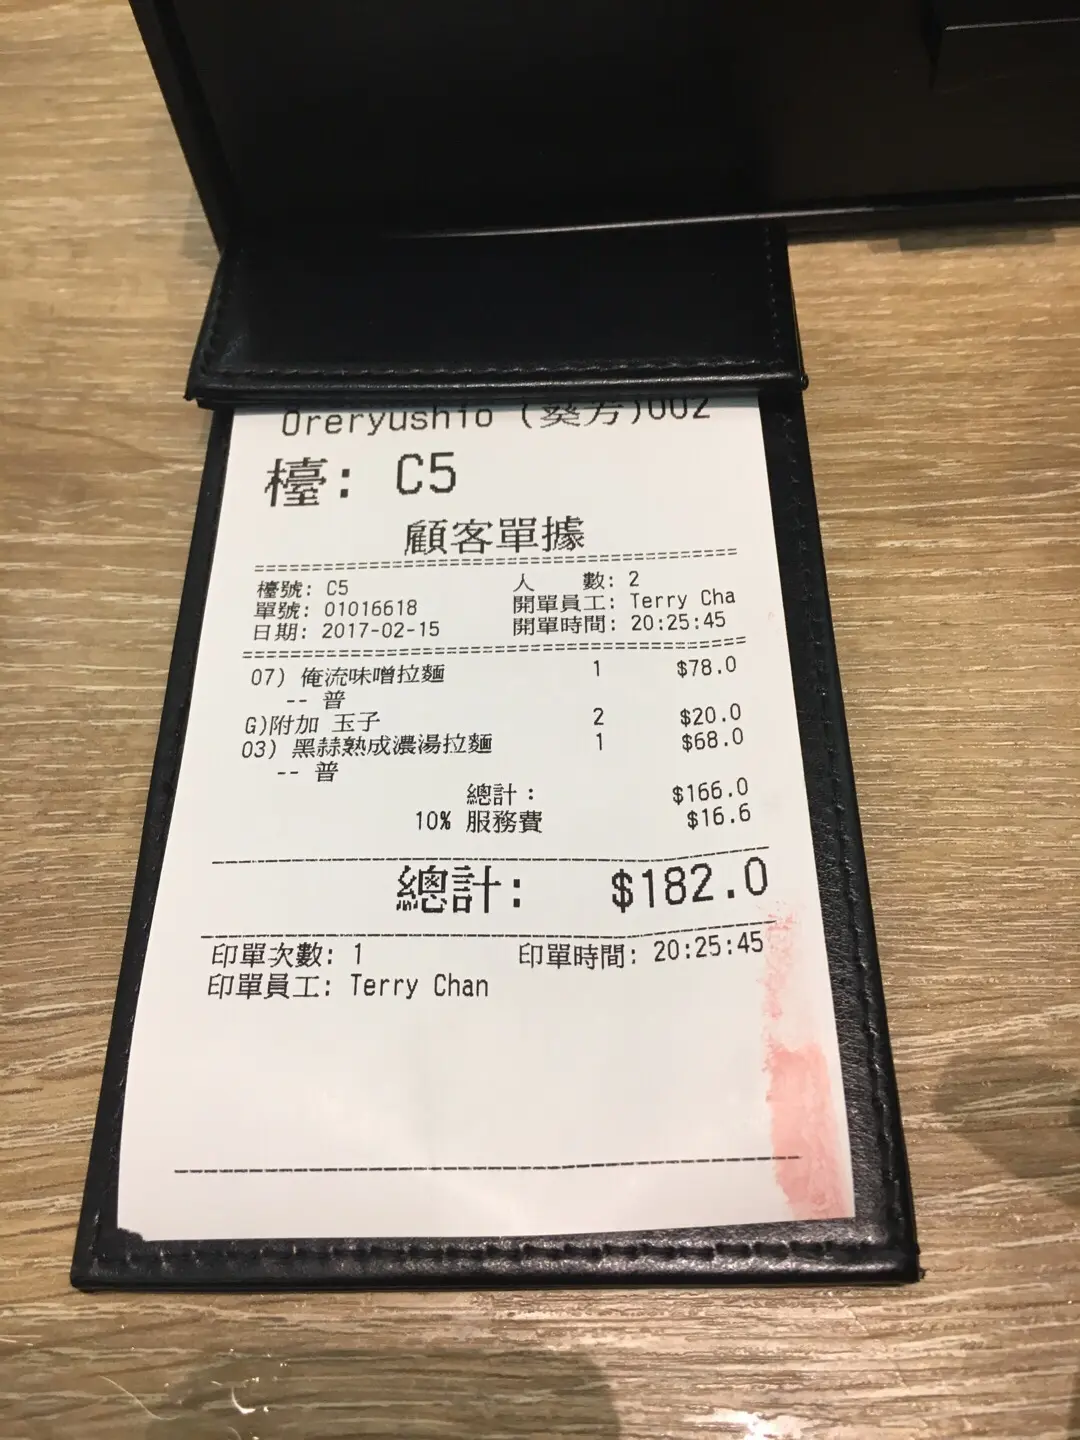 Oreryushio (葵芳)002
檯: C5
顧客單據
檯號: C5 人 數: 2
單號: 01016618 開單員工: Terry Cha
日期: 2017-02-15 開單時間: 20:25:45
07) 俺流味噌拉麵 1 $78.0
-- 普
G)附加 玉子 2 $20.0
03) 黑蒜熟成濃湯拉麵 1 $68.0
-- 普
總計: $166.0
10% 服務費 $16.6
總計: $182.0
印單次數: 1 印單時間: 20:25:45
印單員工: Terry Chan